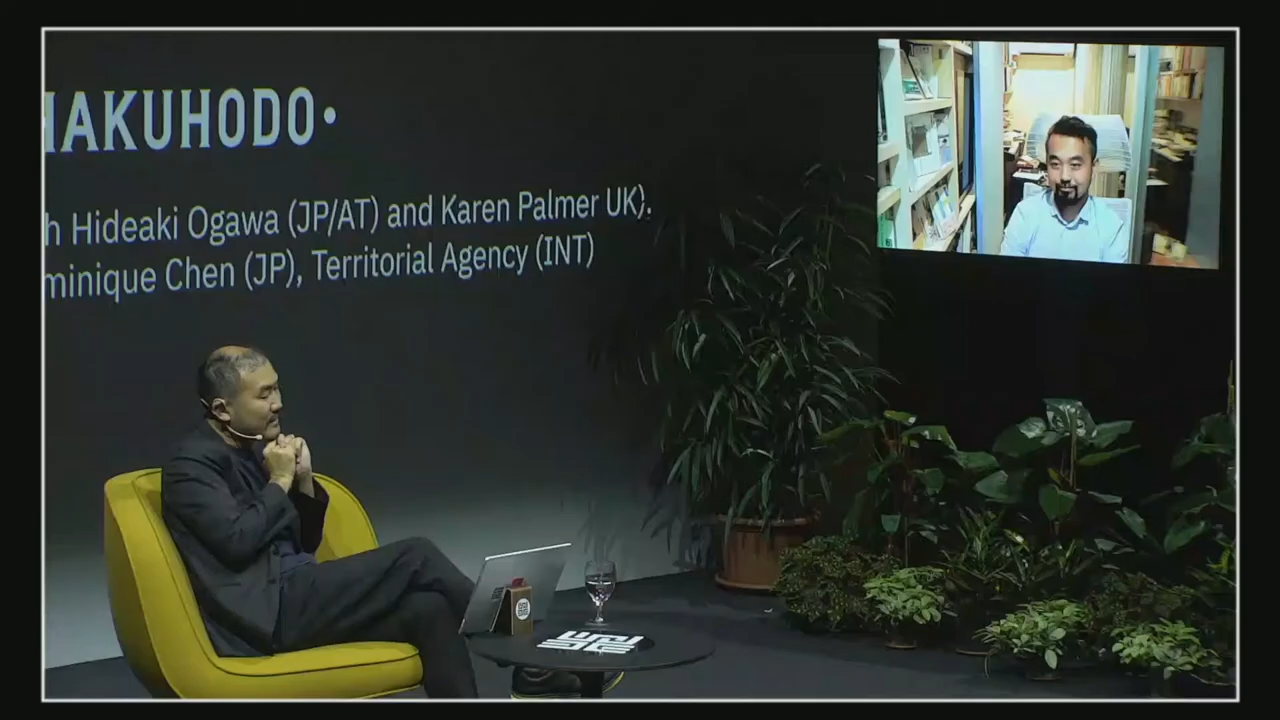 HAKUHODO•
h Hideaki Ogawa (JP/AT) and Karen Palmer UK).
minique Chen (JP), Territorial Agency (INT)